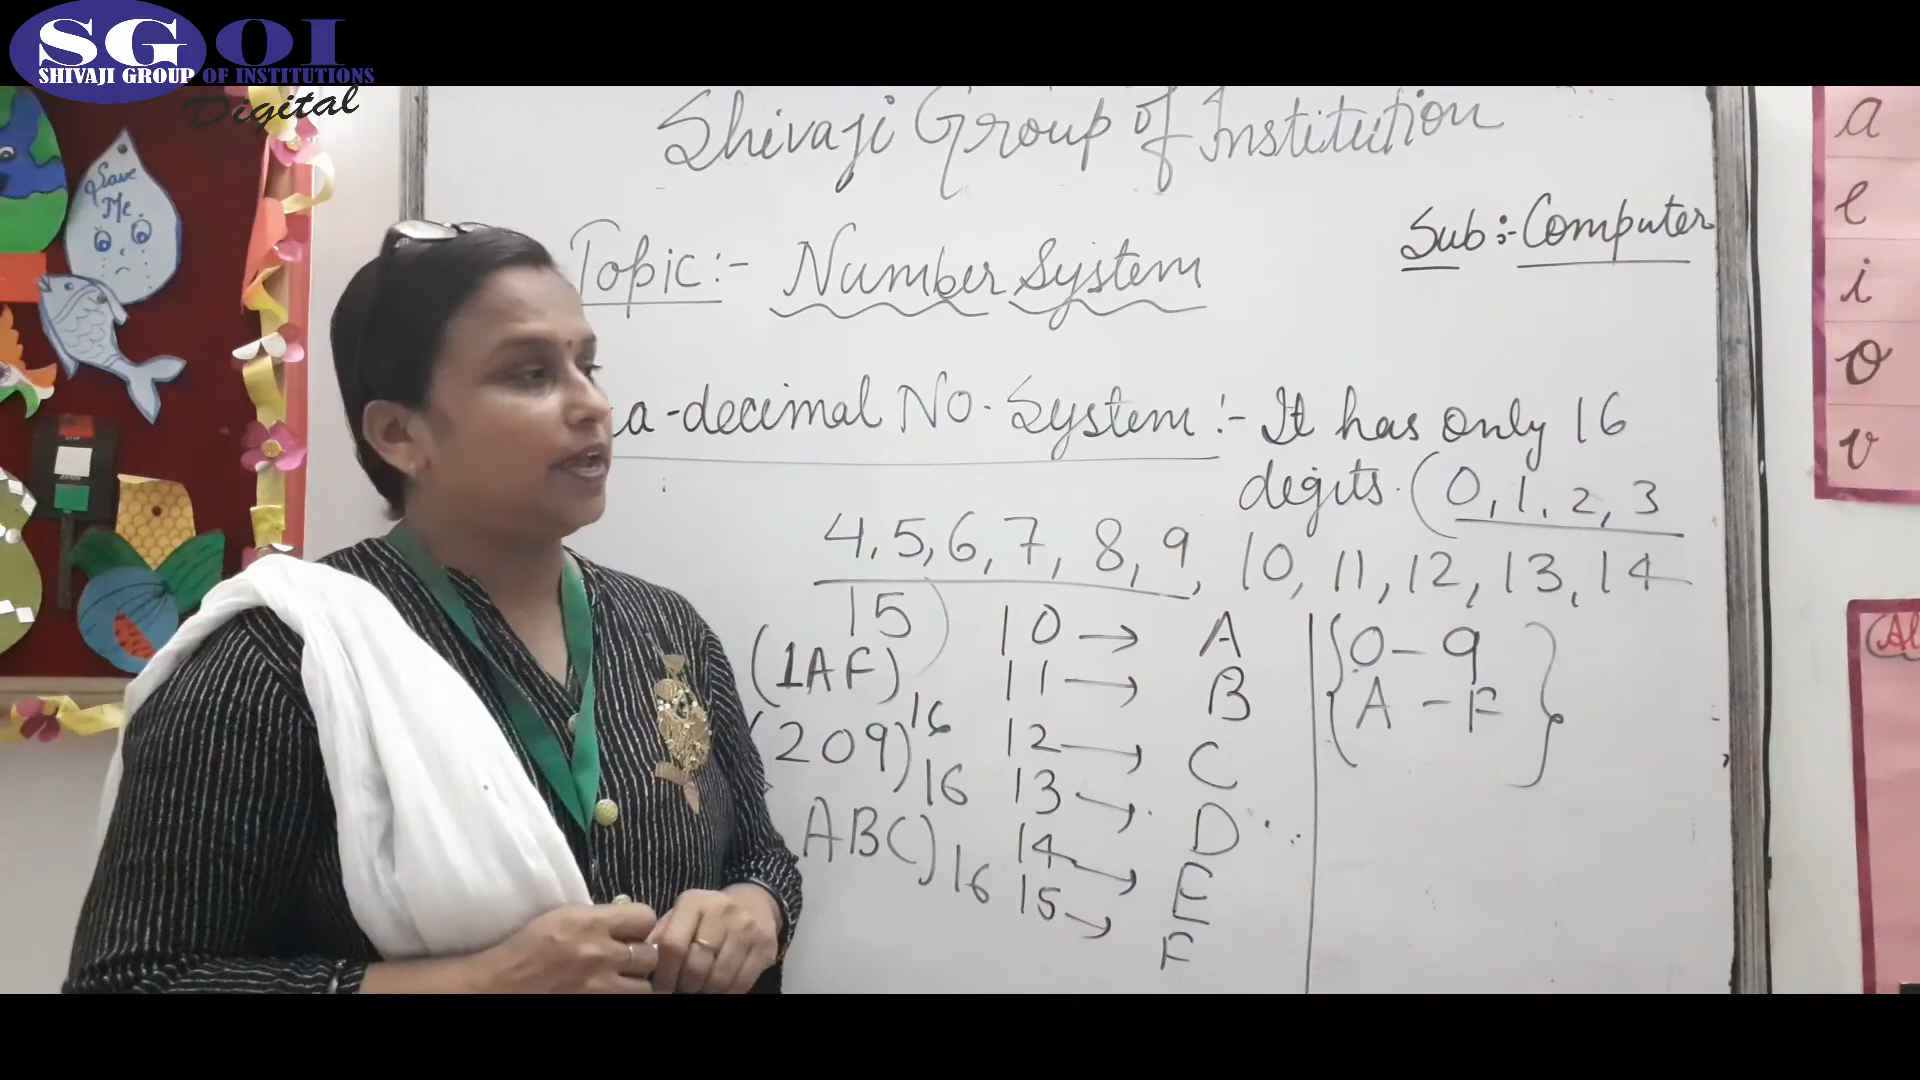 SGOI
SHIVAJI GROUP OF INSTITUTIONS
Digital
Shivaji Group of Institution
Save
Me.
Sub:- Computer
Topic:- Number System
a-decimal No. System:- It has only 16
digits. (0, 1, 2, 3
4, 5, 6, 7, 8, 9, 10, 11, 12, 13, 14
15)
(1AF)16
(209)16
ABC)16
10 → A
11 → B
12 → C
13 → D
14 → E
15 → F
{0 - 9
A - F}
a
e
i
o